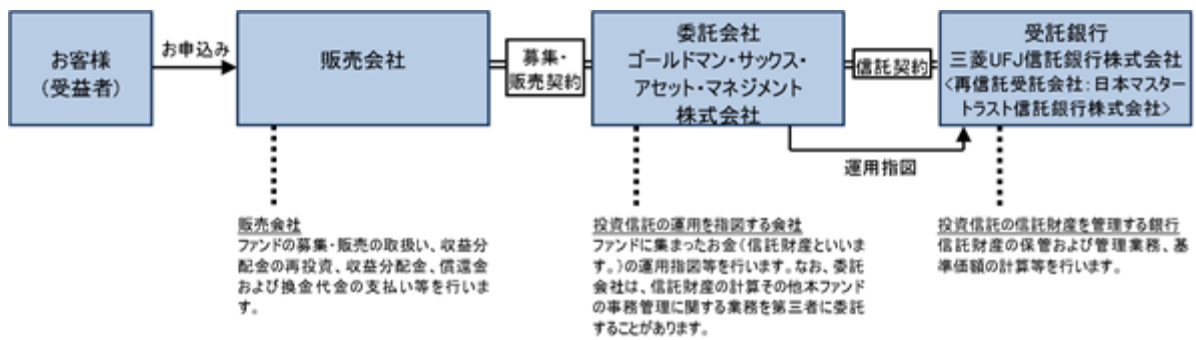 お客様
（受益者）
お申込み
販売会社
募集・
販売契約
委託会社
ゴールドマン・サックス・
アセット・マネジメント
株式会社
信託契約
受託銀行
三菱UFJ信託銀行株式会社
＜再信託受託会社：日本マスター
トラスト信託銀行株式会社＞
運用指図
販売会社
ファンドの募集・販売の取扱い、収益分
配金の再投資、収益分配金、償還金
および換金代金の支払い等を行いま
す。
投資信託の運用を指図する会社
ファンドに集まったお金（信託財産といいま
す。）の運用指図等を行います。なお、委託
会社は、信託財産の計算その他本ファンド
の事務管理に関する業務を第三者に委託
することがあります。
投資信託の信託財産を管理する銀行
信託財産の保管および管理業務、基
準価額の計算等を行います。